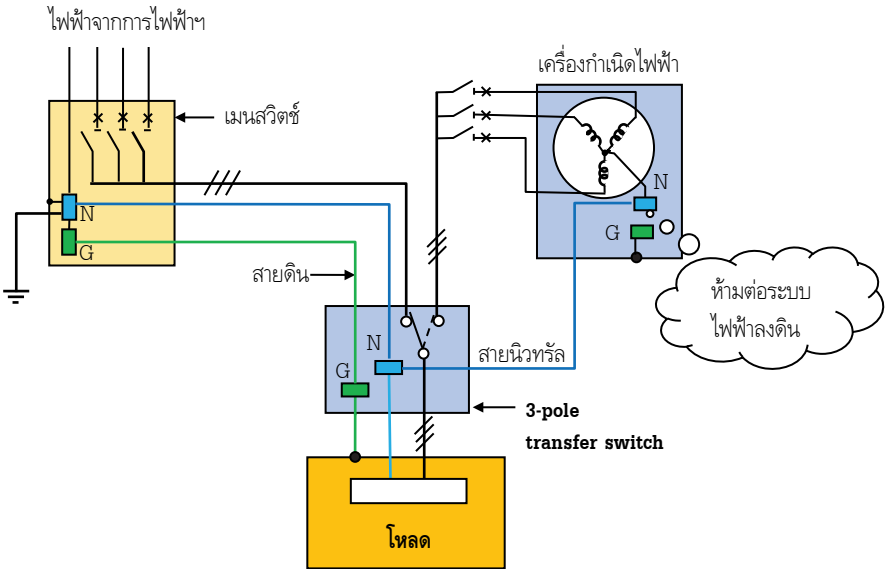 ไฟฟ้าจากการไฟฟ้าฯ
เครื่องกำเนิดไฟฟ้า
เมนสวิตช์
N
N
G
G
สายดิน
ห้ามต่อระบบ
ไฟฟ้าลงดิน
N
สายนิวทรัล
G
3-pole
transfer switch
โหลด